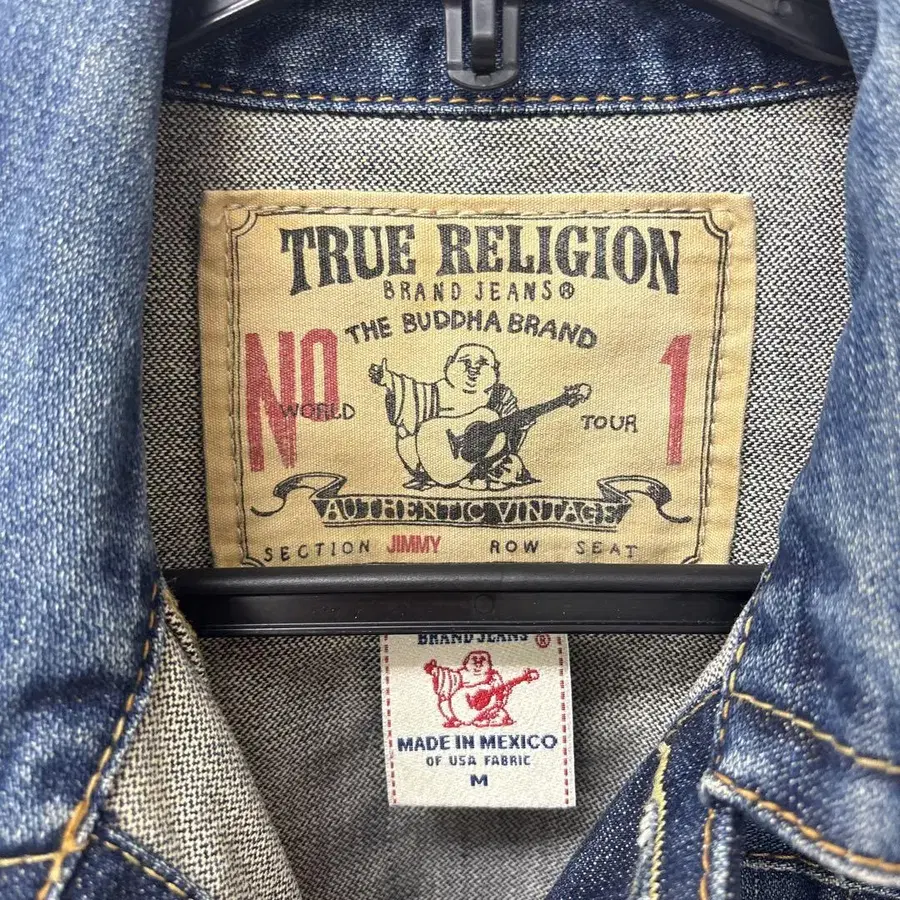 TRUE RELIGION
BRAND JEANS®
THE BUDDHA BRAND
Nº 1
WORLD TOUR
AUTHENTIC VINTAGE
SECTION JIMMY ROW SEAT
BRAND JEANS ®
MADE IN MEXICO
OF USA FABRIC
M